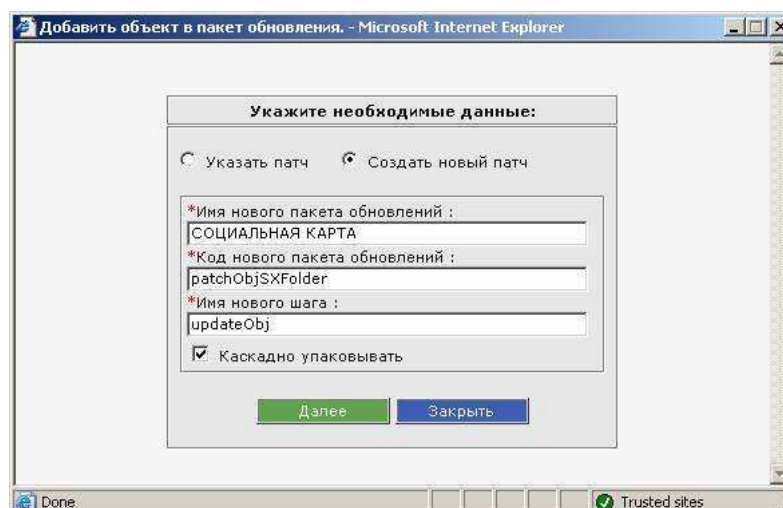 Добавить объект в пакет обновления. - Microsoft Internet Explorer
Укажите необходимые данные:
Указать патч Создать новый патч
*Имя нового пакета обновлений :
СОЦИАЛЬНАЯ КАРТА
*Код нового пакета обновлений :
patchObjSXFolder
*Имя нового шага :
updateObj
Каскадно упаковывать
Далее Закрыть
Done Trusted sites